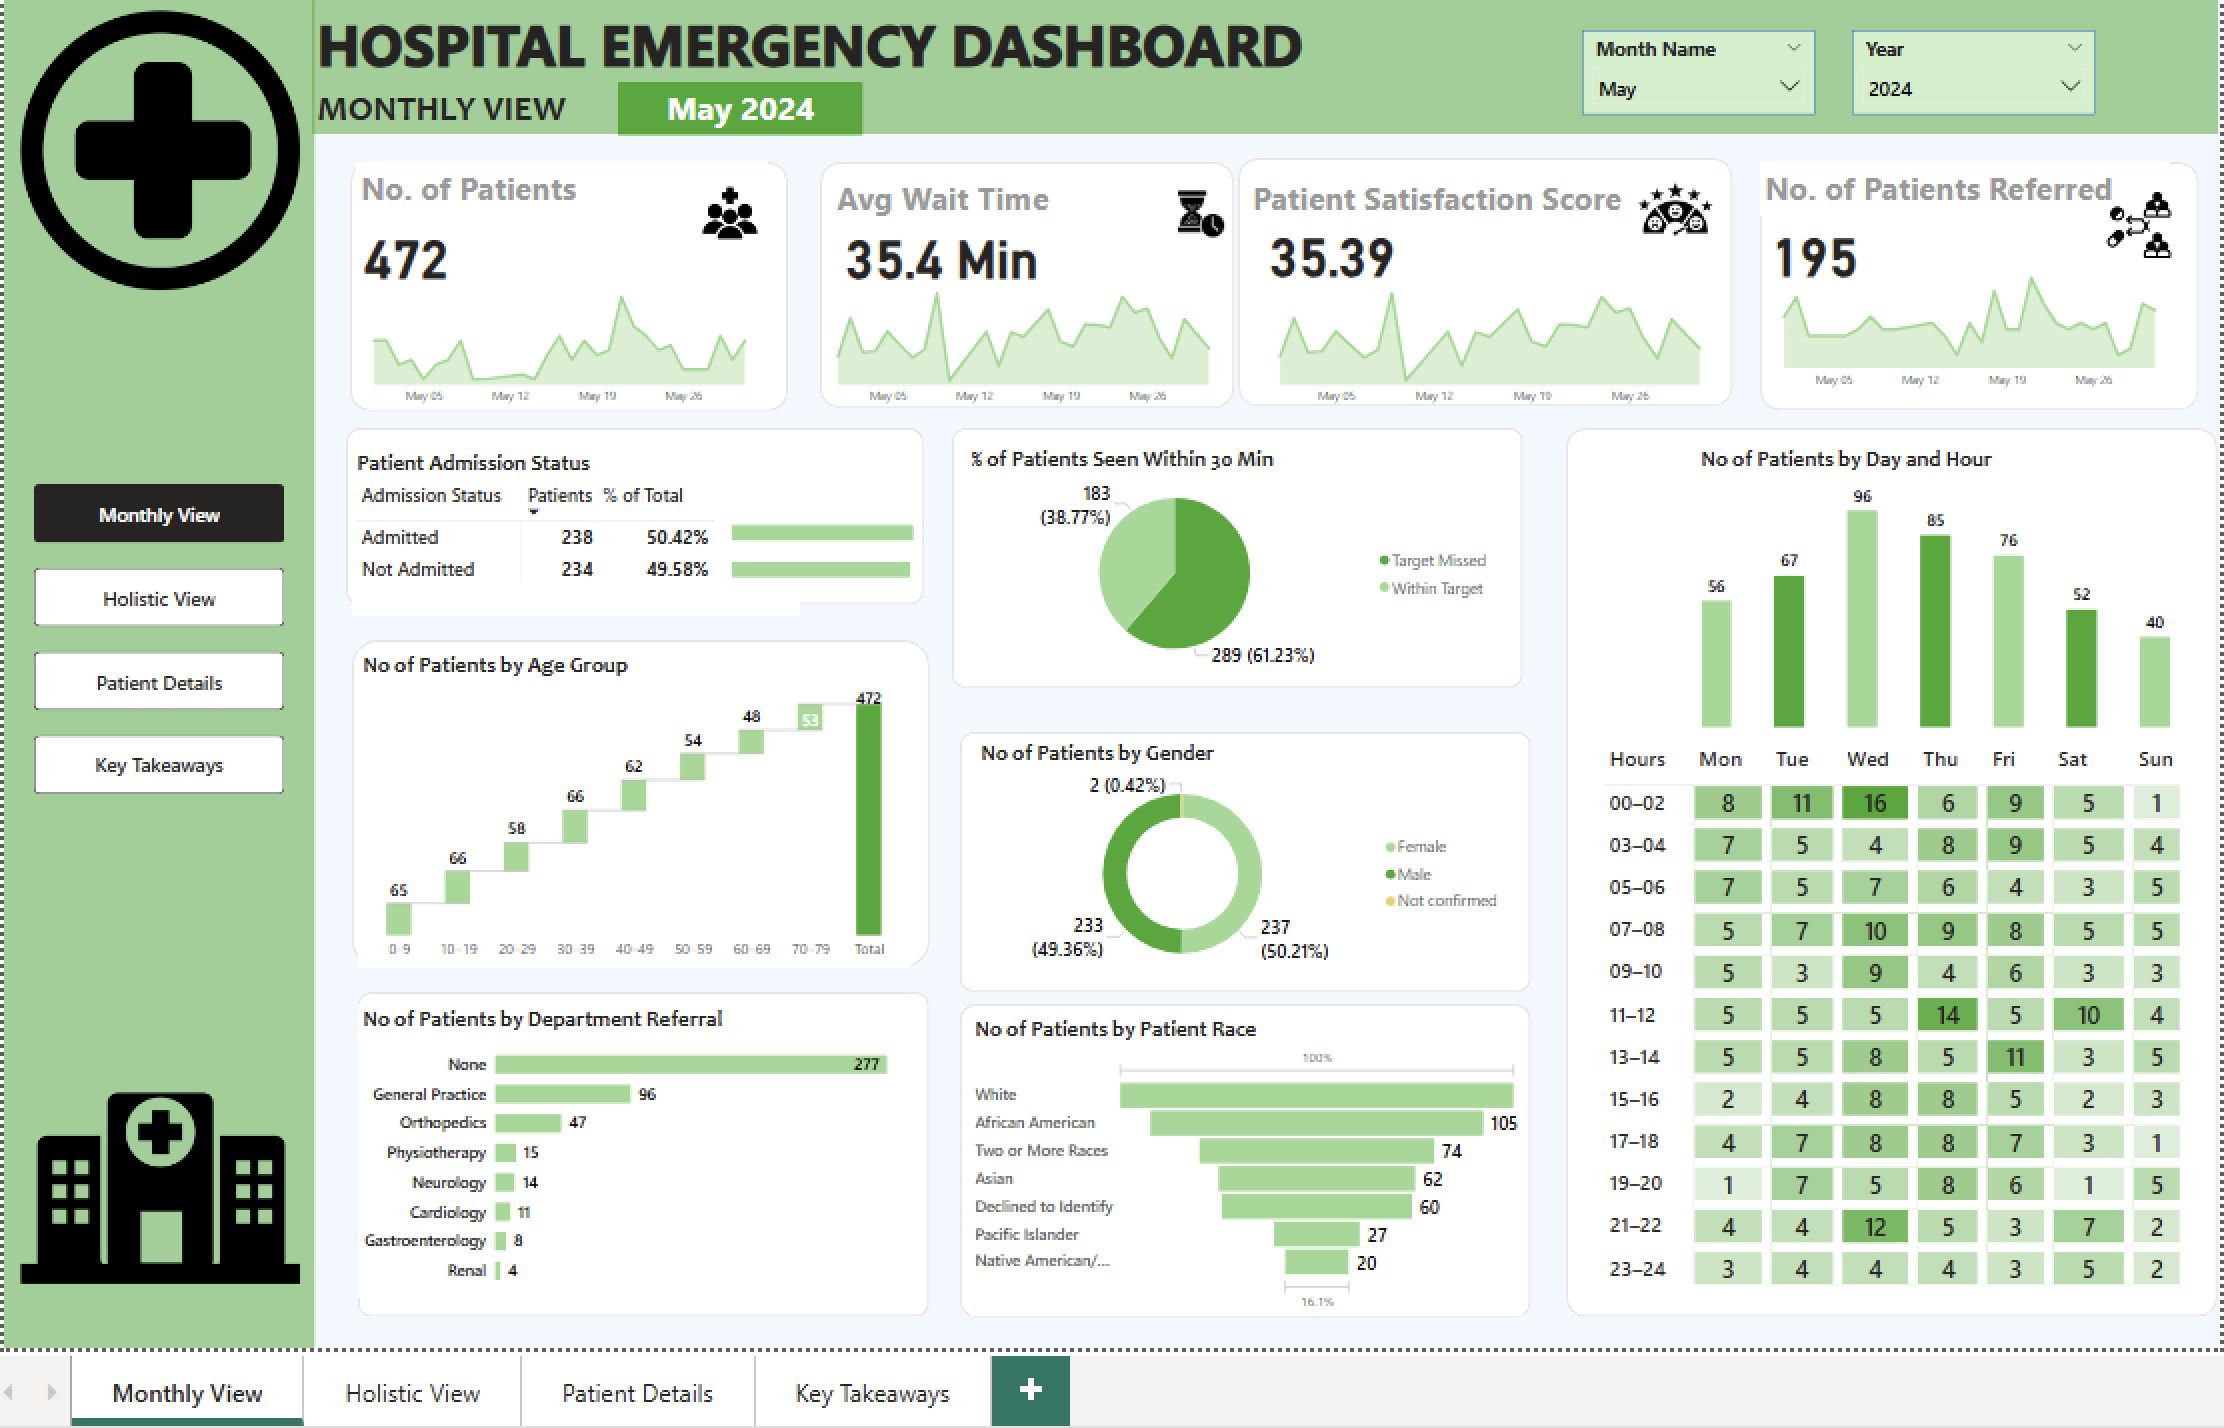 HOSPITAL EMERGENCY DASHBOARD
MONTHLY VIEW
May 2024
Month Name
May
Year
2024
No. of Patients
472
May 05 May 12 May 19 May 26
Avg Wait Time
35.4 Min
May 05 May 12 May 19 May 26
Patient Satisfaction Score
35.39
May 05 May 12 May 19 May 26
No. of Patients Referred
195
May 05 May 12 May 19 May 26
Monthly View
Holistic View
Patient Details
Key Takeaways
Patient Admission Status
Admission Status Patients % of Total
Admitted 238 50.42%
Not Admitted 234 49.58%
No of Patients by Age Group
65
66
58
66
62
54
48
53
472
0–9 10–19 20–29 30–39 40–49 50–59 60–69 70–79 Total
No of Patients by Department Referral
None 277
General Practice 96
Orthopedics 47
Physiotherapy 15
Neurology 14
Cardiology 11
Gastroenterology 8
Renal 4
% of Patients Seen Within 30 Min
183
(38.77%)
289 (61.23%)
Target Missed
Within Target
No of Patients by Gender
2 (0.42%)
233
(49.36%)
237
(50.21%)
Female
Male
Not confirmed
No of Patients by Patient Race
100%
White
African American 105
Two or More Races 74
Asian 62
Declined to Identify 60
Pacific Islander 27
Native American/... 20
16.1%
No of Patients by Day and Hour
56 67 96 85 76 52 40
Hours Mon Tue Wed Thu Fri Sat Sun
00–02 8 11 16 6 9 5 1
03–04 7 5 4 8 9 5 4
05–06 7 5 7 6 4 3 5
07–08 5 7 10 9 8 5 5
09–10 5 3 9 4 6 3 3
11–12 5 5 5 14 5 10 4
13–14 5 5 8 5 11 3 5
15–16 2 4 8 8 5 2 3
17–18 4 7 8 8 7 3 1
19–20 1 7 5 8 6 1 5
21–22 4 4 12 5 3 7 2
23–24 3 4 4 4 3 5 2
Monthly View
Holistic View
Patient Details
Key Takeaways
+